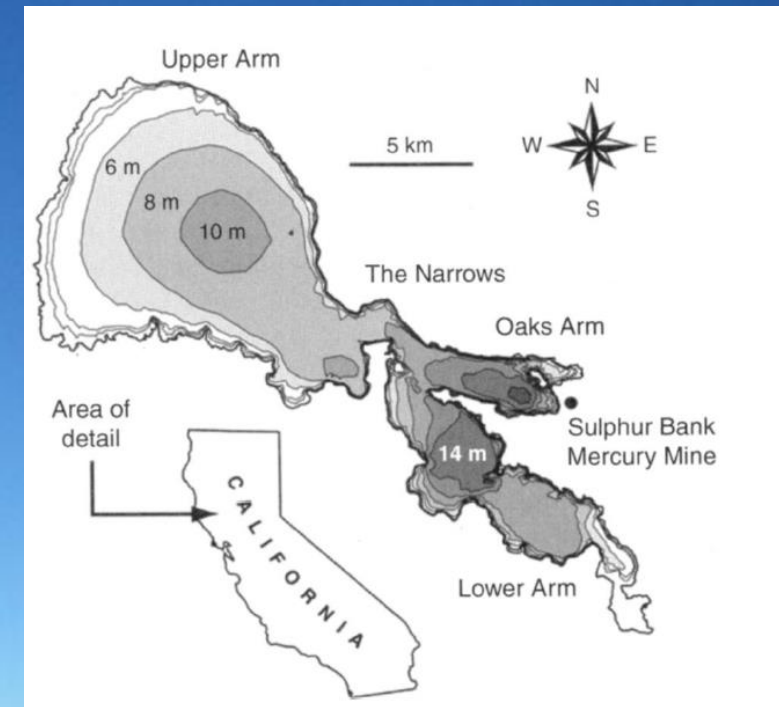 Upper Arm
N
5 km
W
E
S
6 m
8 m
10 m
The Narrows
Oaks Arm
Area of
detail
Sulphur Bank
Mercury Mine
14 m
CALIFORNIA
Lower Arm